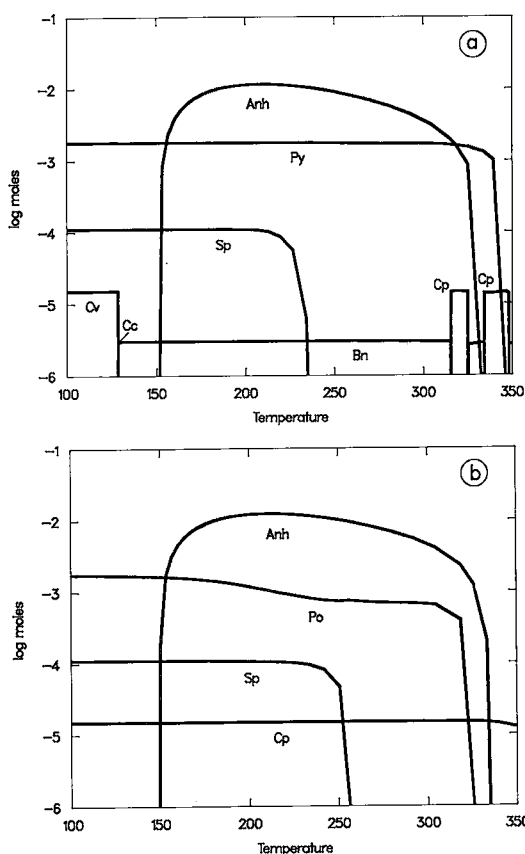 a
-1
-2
-3
-4
-5
-6
log moles
Anh
Py
Sp
Cv
Cc
Bn
Cp
Cp
100
150
200
250
300
350
Temperature
b
-1
-2
-3
-4
-5
-6
log moles
Anh
Po
Sp
Cp
100
150
200
250
300
350
Temperature